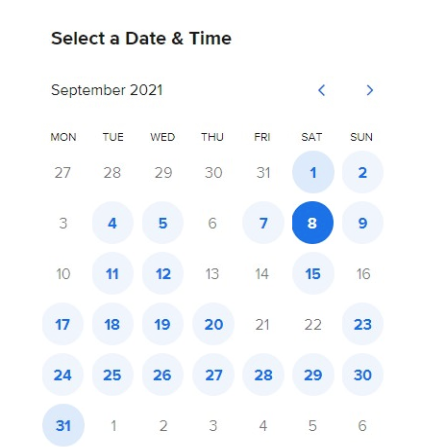 Select a Date & Time
September 2021
MON TUE WED THU FRI SAT SUN
27 28 29 30 31 1 2
3 4 5 6 7 8 9
10 11 12 13 14 15 16
17 18 19 20 21 22 23
24 25 26 27 28 29 30
31 1 2 3 4 5 6